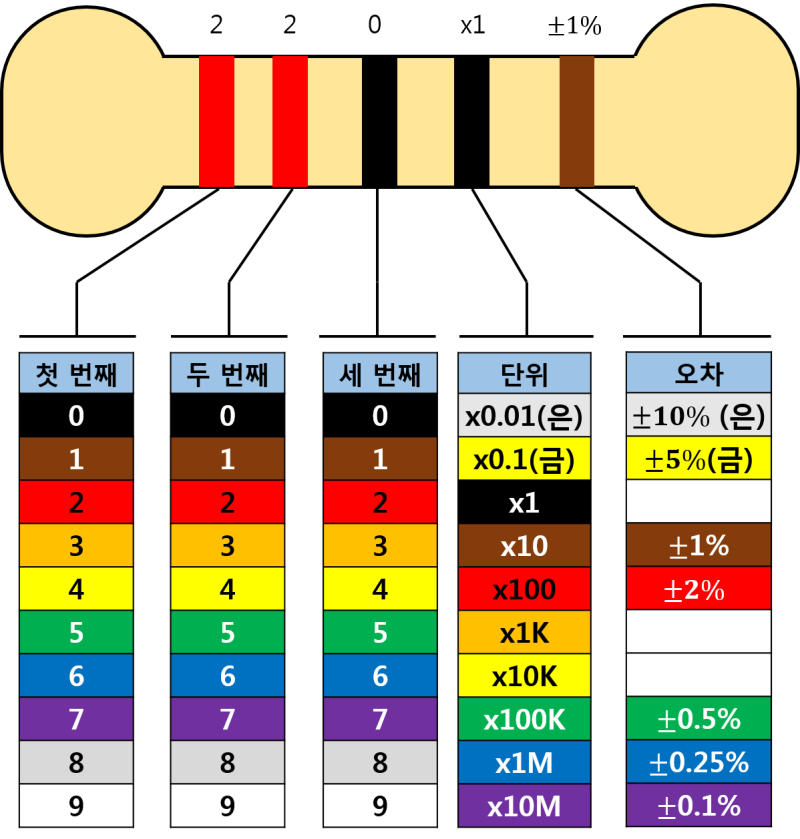 2 2 0 x1 ±1%
첫 번째 두 번째 세 번째 단위 오차
0 0 0 x0.01(은) ±10% (은)
1 1 1 x0.1(금) ±5%(금)
2 2 2 x1
3 3 3 x10 ±1%
4 4 4 x100 ±2%
5 5 5 x1K
6 6 6 x10K
7 7 7 x100K ±0.5%
8 8 8 x1M ±0.25%
9 9 9 x10M ±0.1%